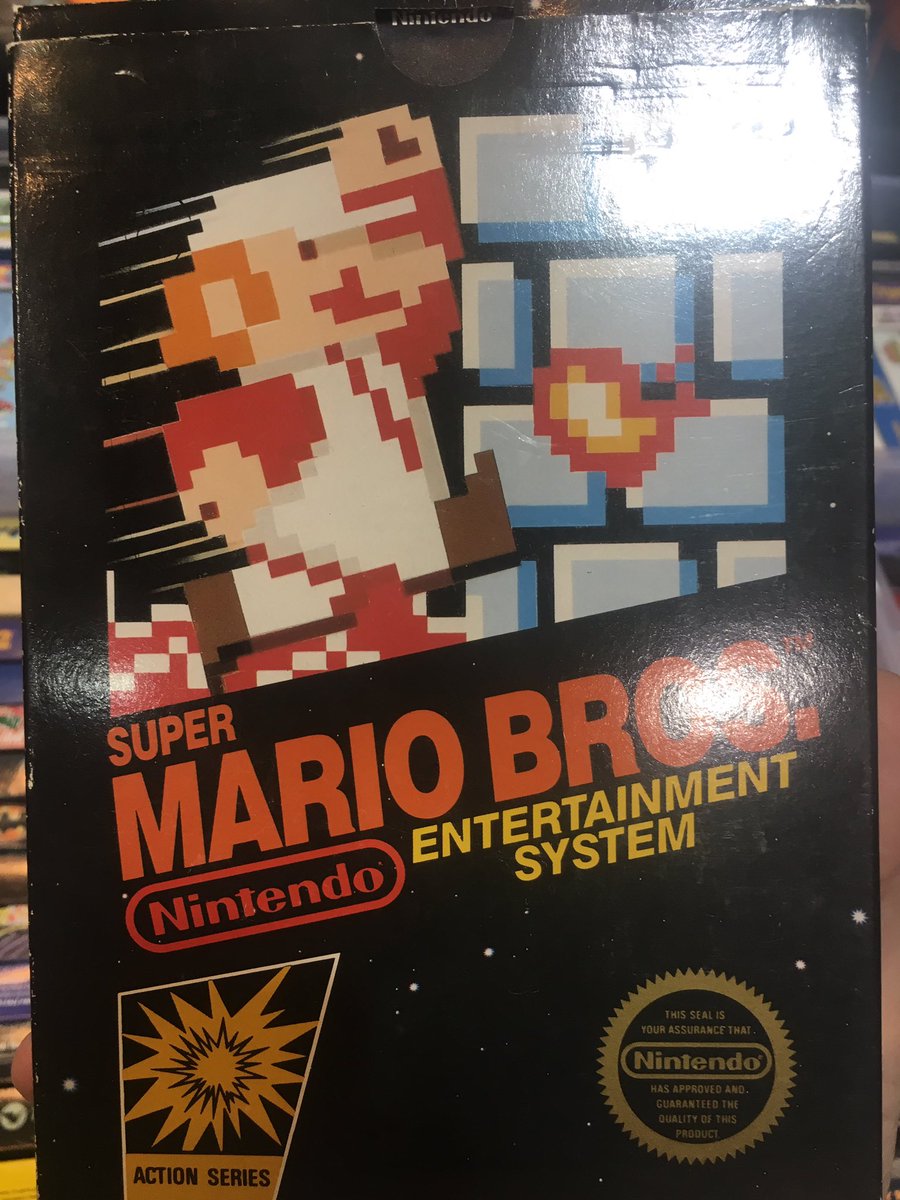 Nintendo
SUPER
MARIO BROS.™
ENTERTAINMENT
SYSTEM
Nintendo
THIS SEAL IS
YOUR ASSURANCE THAT
Nintendo®
HAS APPROVED AND
GUARANTEED THE
QUALITY OF THIS
PRODUCT.
ACTION SERIES